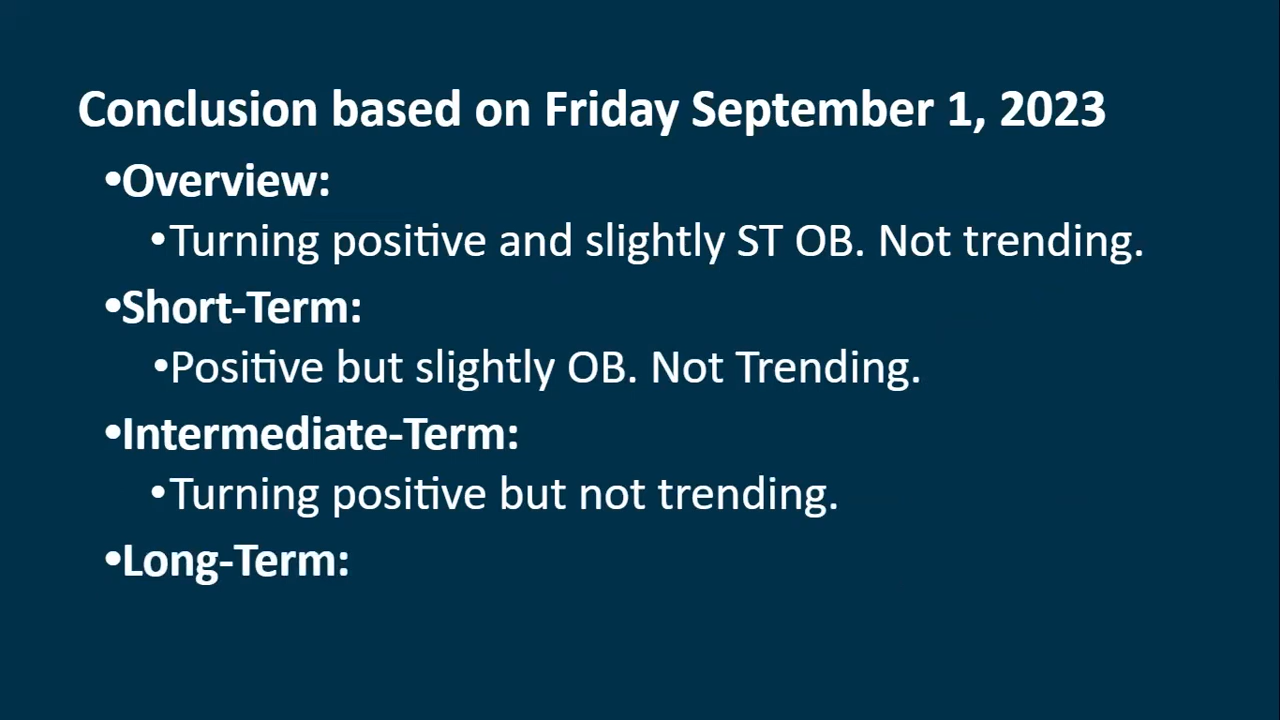 Conclusion based on Friday September 1, 2023
•Overview:
•Turning positive and slightly ST OB. Not trending.
•Short-Term:
•Positive but slightly OB. Not Trending.
•Intermediate-Term:
•Turning positive but not trending.
•Long-Term: